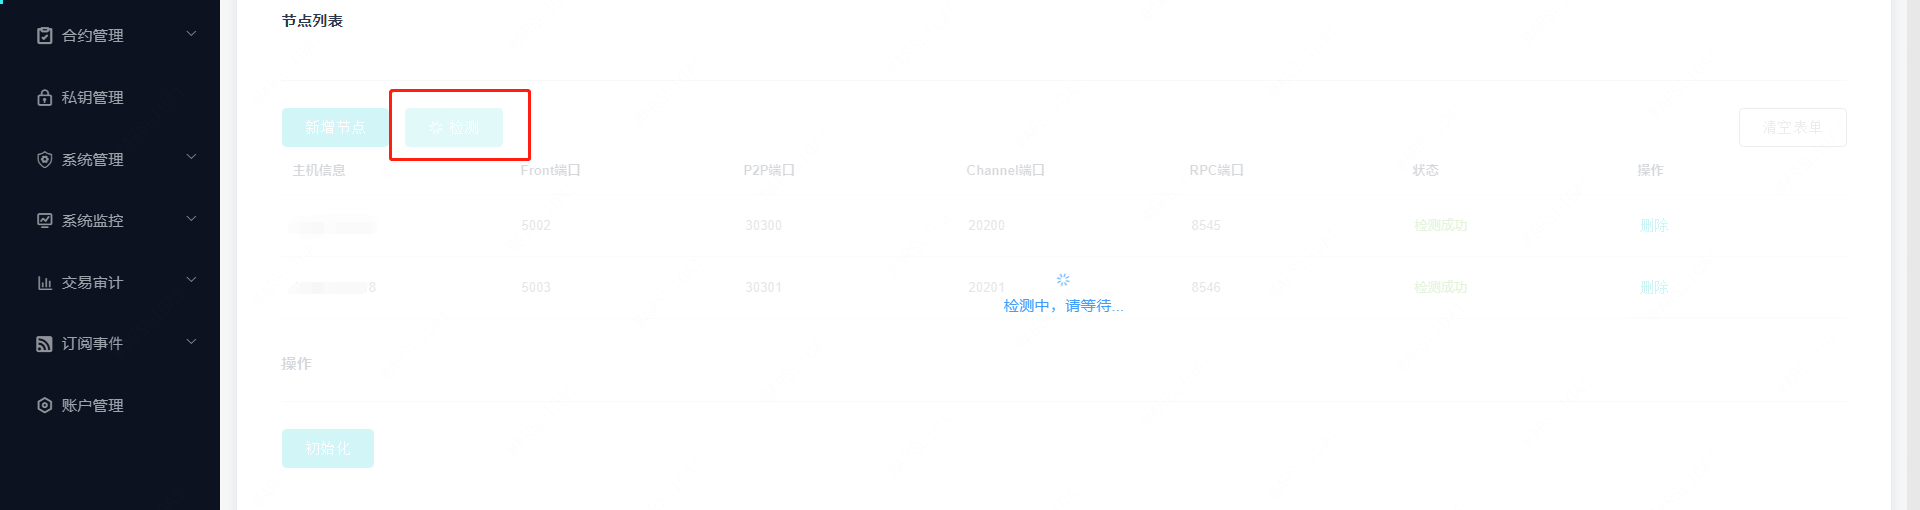 合约管理
私钥管理
系统管理
系统监控
交易审计
订阅事件
账户管理
节点列表
新增节点 检测 清空表单
主机信息 Front端口 P2P端口 Channel端口 RPC端口 状态 操作
5002 30300 20200 8545 检测成功 删除
8 5003 30301 20201 8546 检测成功 删除
检测中，请等待...
操作
初始化